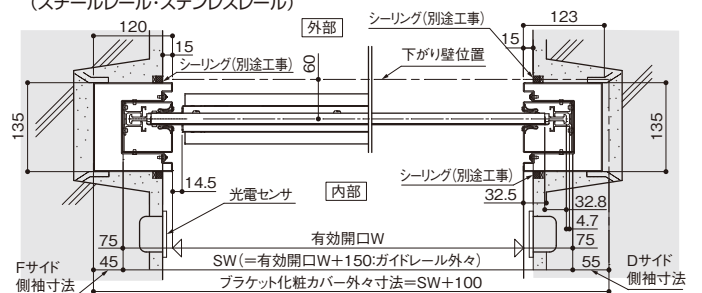 (スチールレール・ステンレスレール)
120
外部
シーリング(別途工事)
123
15
シーリング(別途工事)
60
下がり壁位置
15
135
135
14.5
光電センサ
内部
シーリング(別途工事)
32.5
32.8
4.7
75
有効開口W
75
45
SW(=有効開口W+150:ガイドレール外々)
55
Fサイド
側袖寸法
ブラケット化粧カバー外々寸法=SW+100
Dサイド
側袖寸法